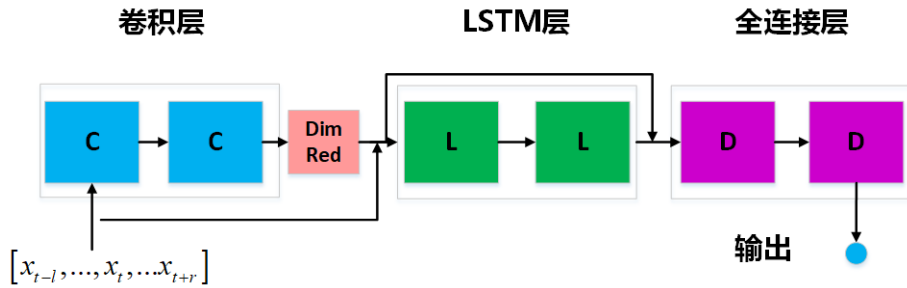 卷积层 LSTM层 全连接层
C C Dim Red L L D D
输出
[x_{t-l},...,x_t,...x_{t+r}]